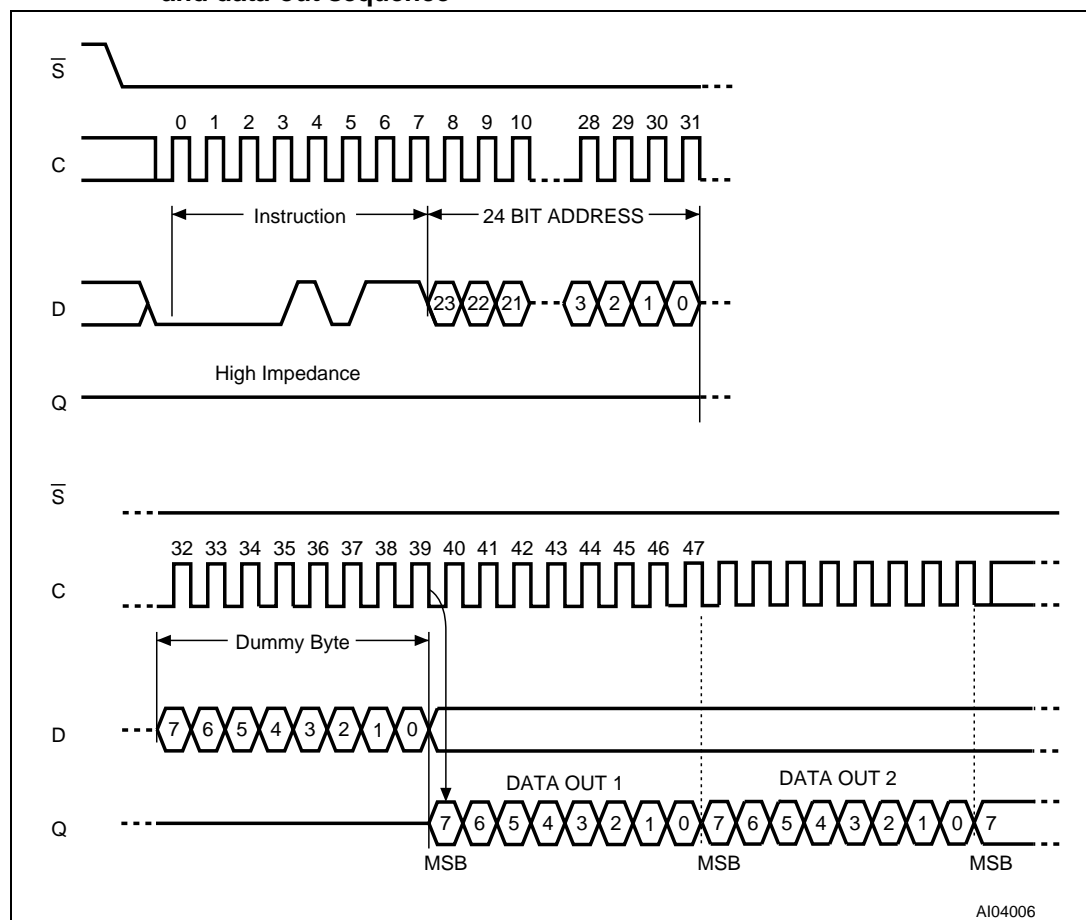 and data-out sequence
S
0 1 2 3 4 5 6 7 8 9 10 28 29 30 31
C
Instruction 24 BIT ADDRESS
D 23 22 21 3 2 1 0
High Impedance
Q
S
32 33 34 35 36 37 38 39 40 41 42 43 44 45 46 47
C
Dummy Byte
D 7 6 5 4 3 2 1 0
DATA OUT 1 DATA OUT 2
Q 7 6 5 4 3 2 1 0 7 6 5 4 3 2 1 0 7
MSB MSB MSB
AI04006